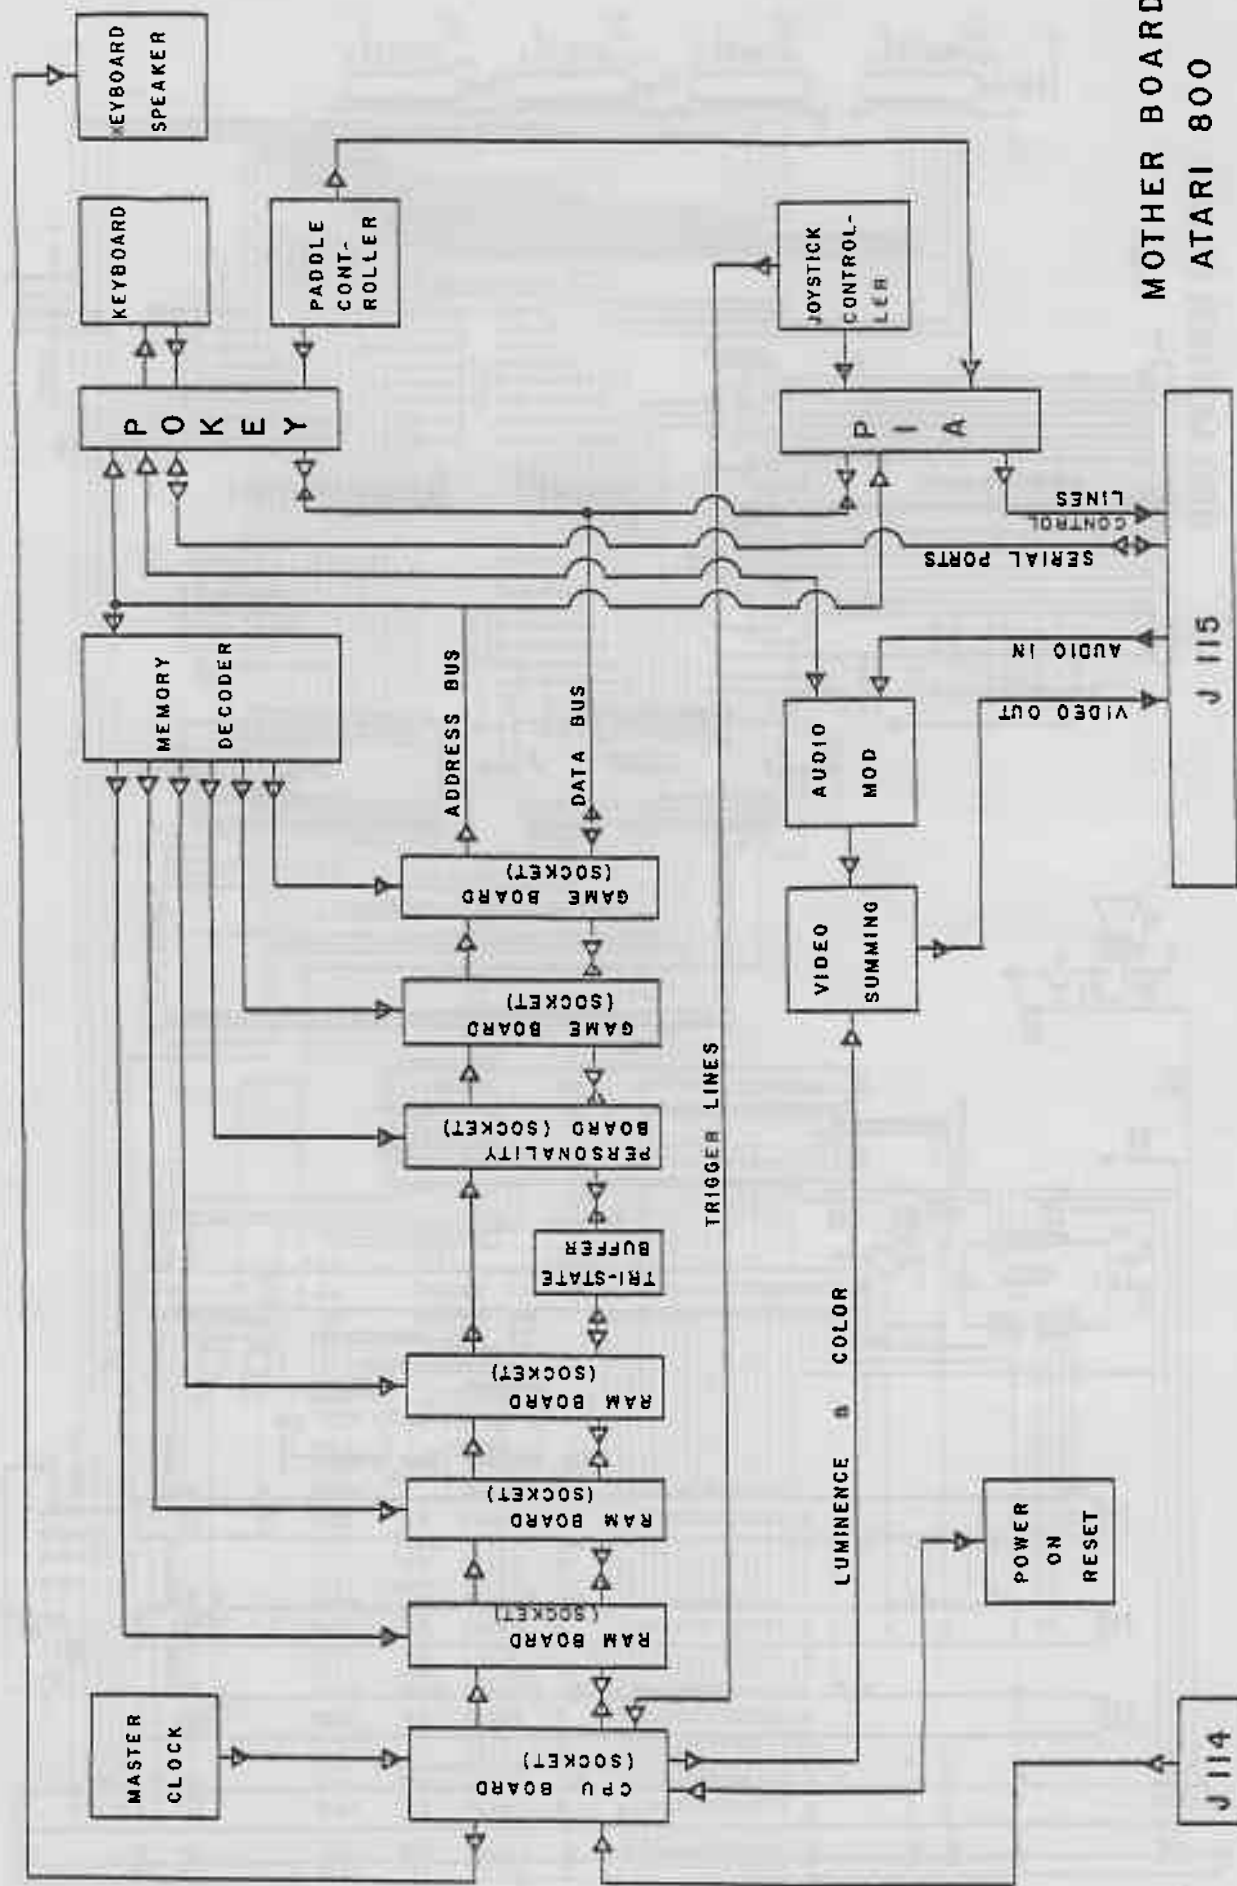 KEYBOARD
SPEAKER
KEYBOARD
PADDLE
CONT-
ROLLER
POKEY
MEMORY
DECODER
ADDRESS BUS
DATA BUS
GAME BOARD
(SOCKET)
GAME BOARD
(SOCKET)
PERSONALITY
BOARD (SOCKET)
TRI-STATE
BUFFER
RAM BOARD
(SOCKET)
RAM BOARD
(SOCKET)
RAM BOARD
(SOCKET)
MASTER
CLOCK
CPU BOARD
(SOCKET)
TRIGGER LINES
JOYSTICK
CONTROL-
LER
PIA
CONTROL
LINES
SERIAL PORTS
AUDIO IN
VIDEO OUT
AUDIO
MOD
VIDEO
SUMMING
LUMINENCE & COLOR
POWER
ON
RESET
J 114
J 115
MOTHER BOARD
ATARI 800